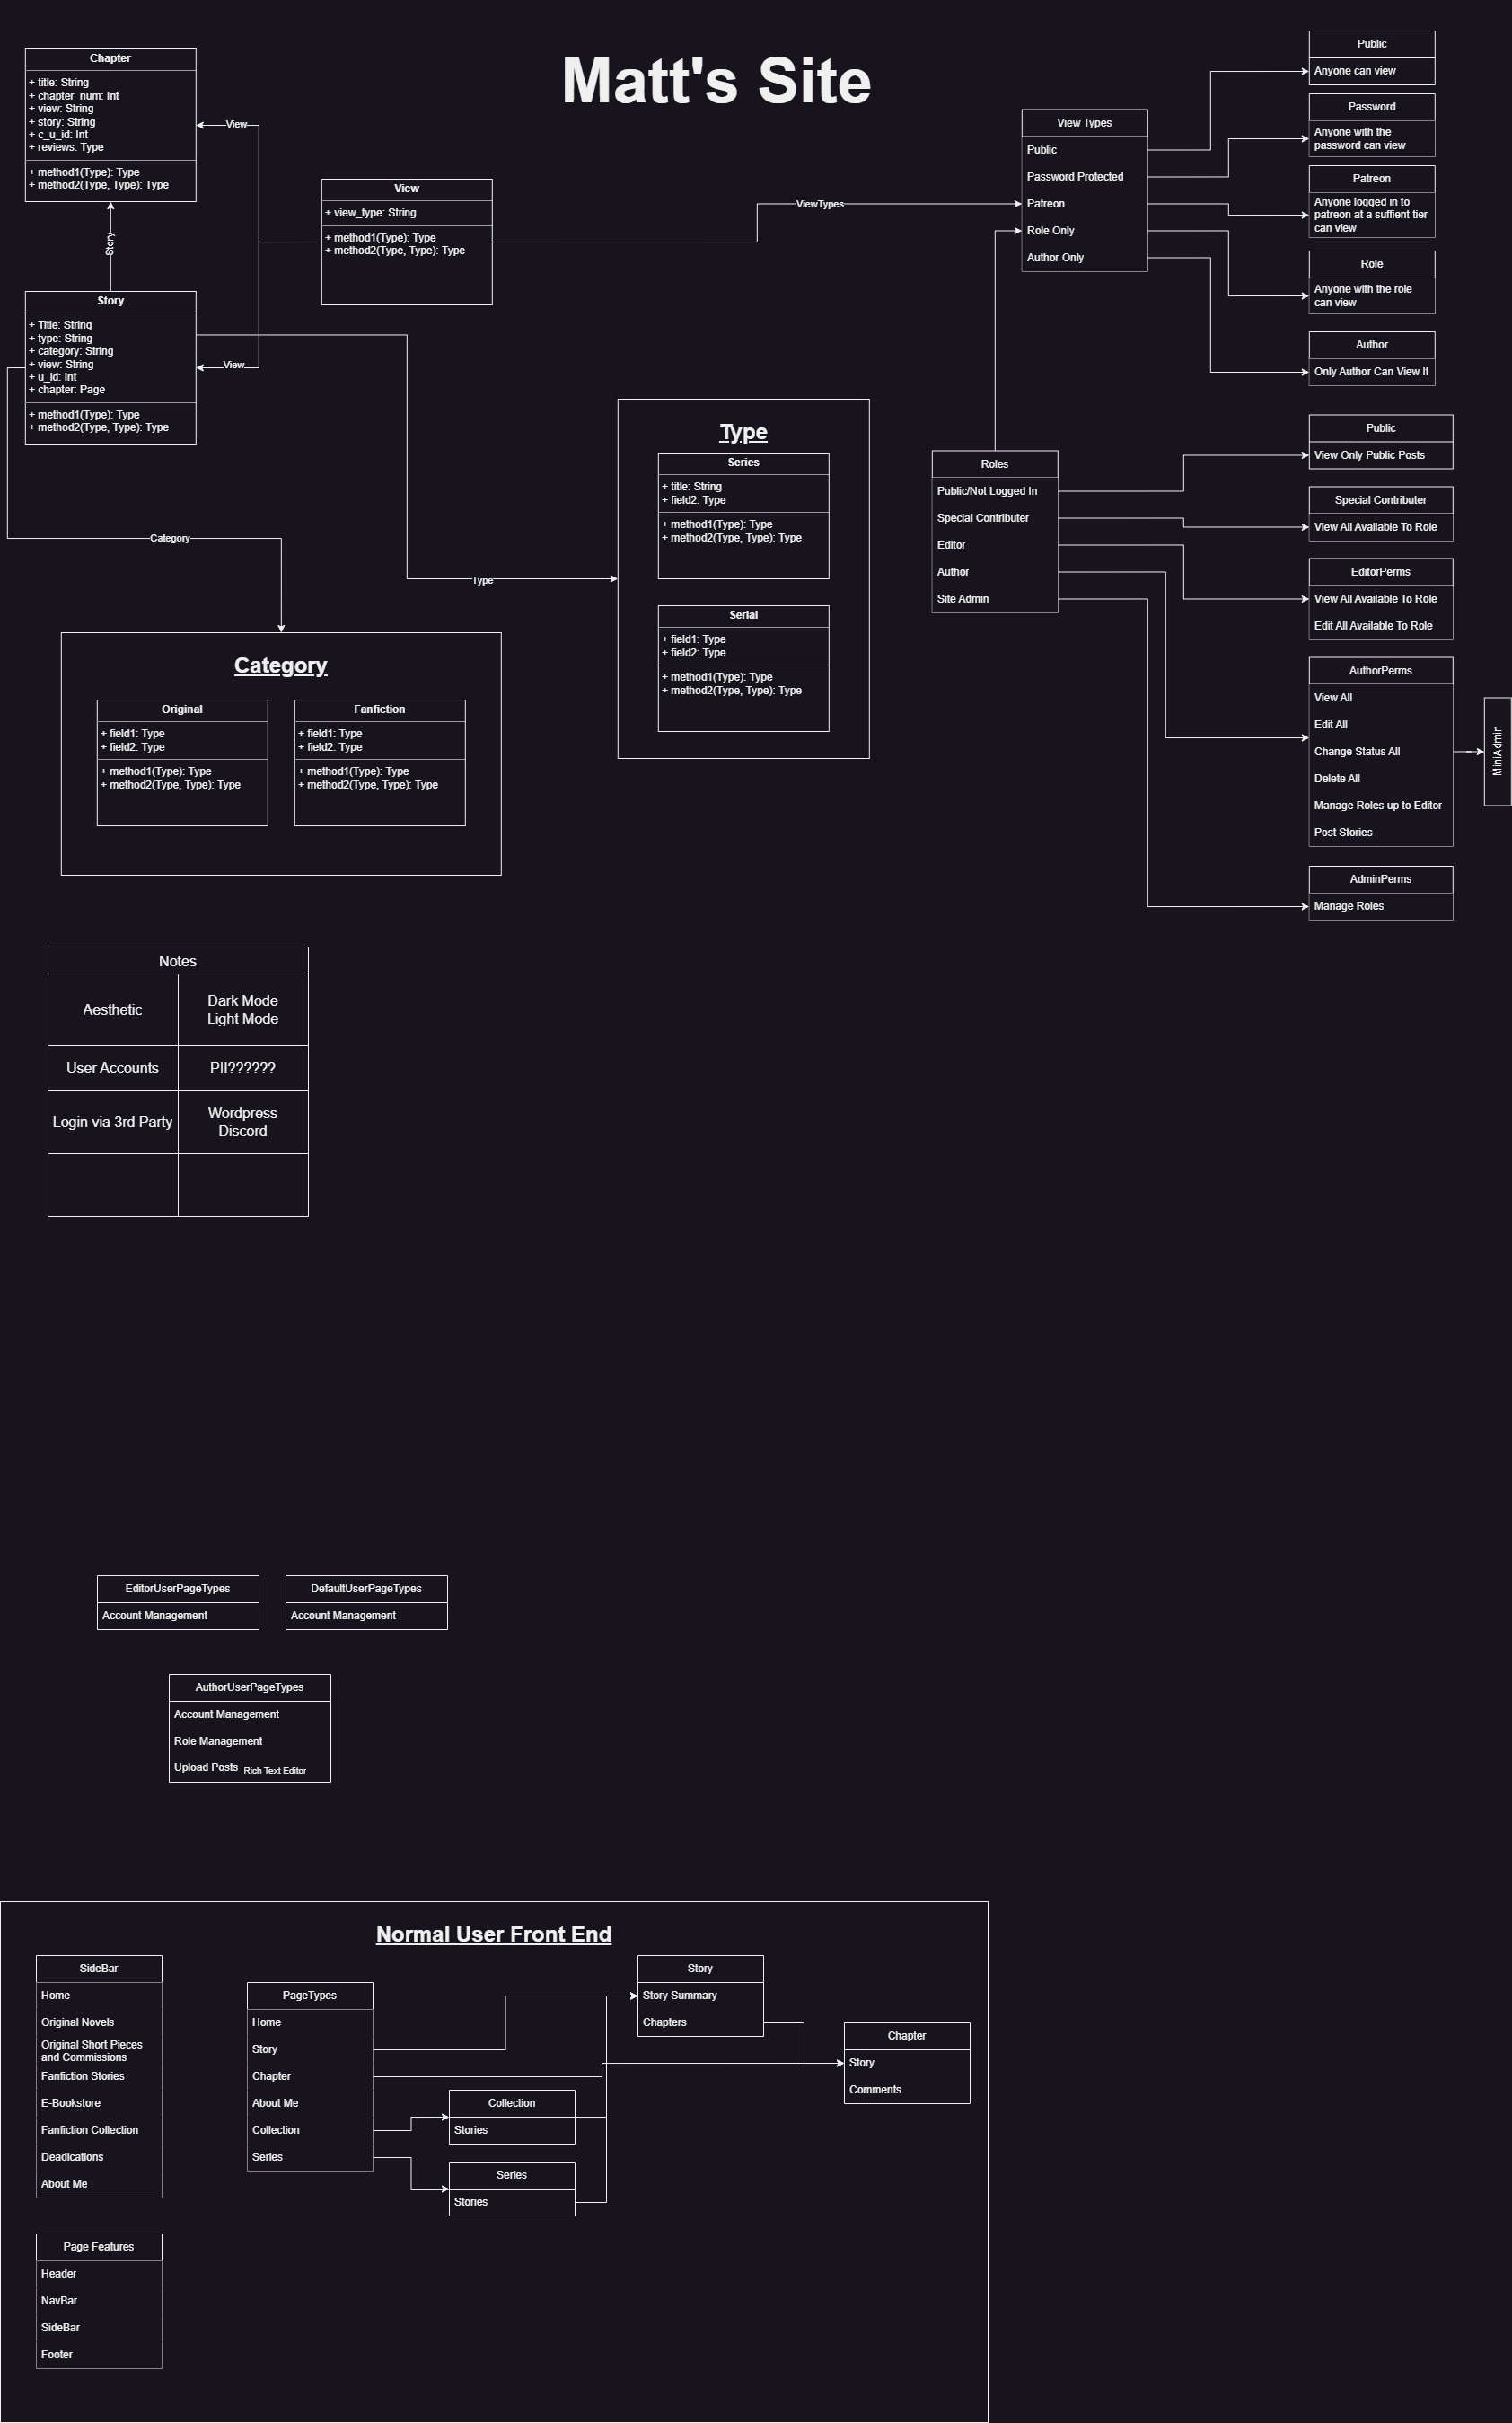 Matt's Site
Chapter
+ title: String
+ chapter_num: Int
+ view: String
+ story: String
+ c_u_id: Int
+ reviews: Type
+ method1(Type): Type
+ method2(Type, Type): Type
View
Story
View
+ view_type: String
+ method1(Type): Type
+ method2(Type, Type): Type
ViewTypes
Story
+ Title: String
+ type: String
+ category: String
+ view: String
+ u_id: Int
+ chapter: Page
+ method1(Type): Type
+ method2(Type, Type): Type
View
Category
Type
View Types
Public
Password Protected
Patreon
Role Only
Author Only
Public
Anyone can view
Password
Anyone with the
password can view
Patreon
Anyone logged in to
patreon at a suffient tier
can view
Role
Anyone with the role
can view
Author
Only Author Can View It
Type
Series
+ title: String
+ field2: Type
+ method1(Type): Type
+ method2(Type, Type): Type
Serial
+ field1: Type
+ field2: Type
+ method1(Type): Type
+ method2(Type, Type): Type
Category
Original
+ field1: Type
+ field2: Type
+ method1(Type): Type
+ method2(Type, Type): Type
Fanfiction
+ field1: Type
+ field2: Type
+ method1(Type): Type
+ method2(Type, Type): Type
Roles
Public/Not Logged In
Special Contributer
Editor
Author
Site Admin
Public
View Only Public Posts
Special Contributer
View All Available To Role
EditorPerms
View All Available To Role
Edit All Available To Role
AuthorPerms
View All
Edit All
Change Status All
Delete All
Manage Roles up to Editor
Post Stories
MiniAdmin
AdminPerms
Manage Roles
Notes
Aesthetic
Dark Mode
Light Mode
User Accounts
PII??????
Login via 3rd Party
Wordpress
Discord
EditorUserPageTypes
Account Management
DefaultUserPageTypes
Account Management
AuthorUserPageTypes
Account Management
Role Management
Upload Posts Rich Text Editor
Normal User Front End
SideBar
Home
Original Novels
Original Short Pieces
and Commissions
Fanfiction Stories
E-Bookstore
Fanfiction Collection
Deadications
About Me
PageTypes
Home
Story
Chapter
About Me
Collection
Series
Collection
Stories
Series
Stories
Story
Story Summary
Chapters
Chapter
Story
Comments
Page Features
Header
NavBar
SideBar
Footer